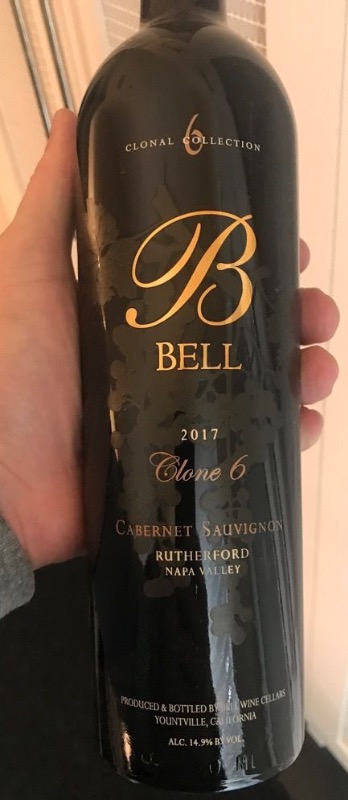 6
CLONAL COLLECTION
B
BELL
2017
Clone 6
CABERNET SAUVIGNON
RUTHERFORD
NAPA VALLEY
PRODUCED & BOTTLED BY BELL WINE CELLARS
YOUNTVILLE, CALIFORNIA
ALC. 14.9% BY VOL.